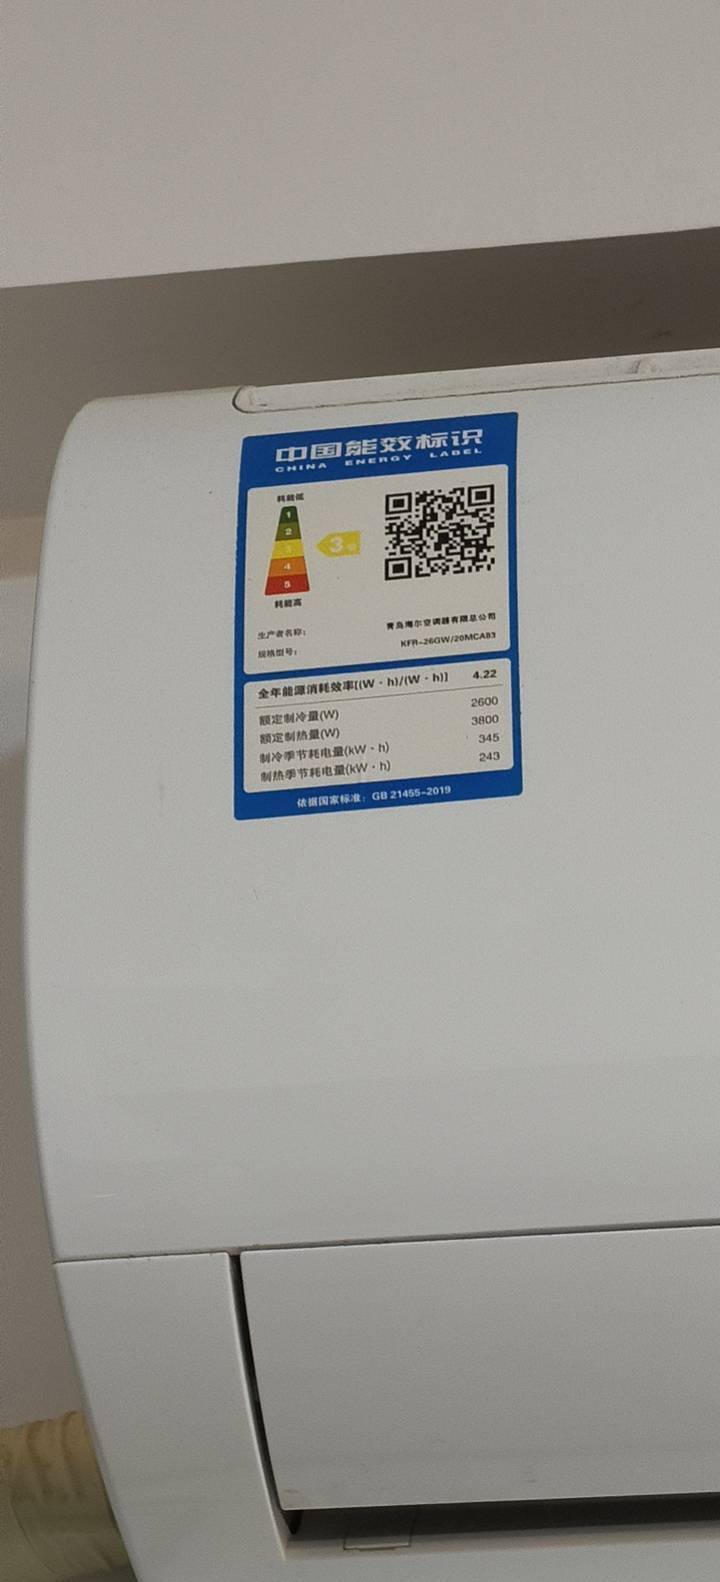 中国能效标识
CHINA ENERGY LABEL
耗能低
1
2
3
4
5
3级
耗能高
生产者名称： 青岛海尔空调器有限总公司
规格型号： KFR-26GW/20MCA83
全年能源消耗效率[(W·h)/(W·h)] 4.22
额定制冷量(W) 2600
额定制热量(W) 3800
制冷季节耗电量(kW·h) 345
制热季节耗电量(kW·h) 243
依据国家标准：GB 21455-2019